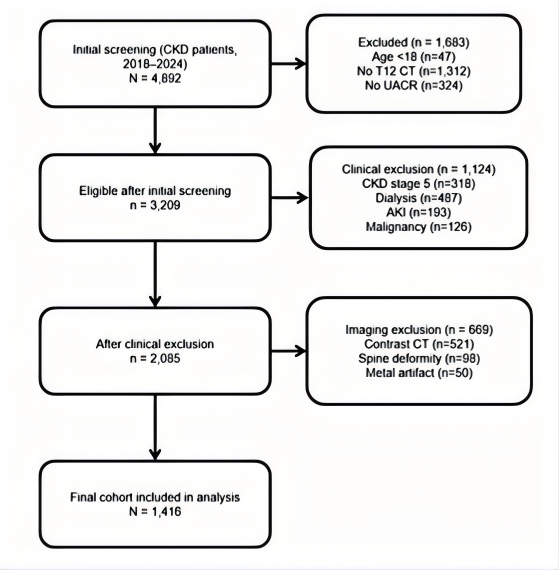 Initial screening (CKD patients,
2018–2024)
N = 4,892
Excluded (n = 1,683)
Age <18 (n=47)
No T12 CT (n=1,312)
No UACR (n=324)
Eligible after initial screening
n = 3,209
Clinical exclusion (n = 1,124)
CKD stage 5 (n=318)
Dialysis (n=487)
AKI (n=193)
Malignancy (n=126)
After clinical exclusion
n = 2,085
Imaging exclusion (n = 669)
Contrast CT (n=521)
Spine deformity (n=98)
Metal artifact (n=50)
Final cohort included in analysis
N = 1,416